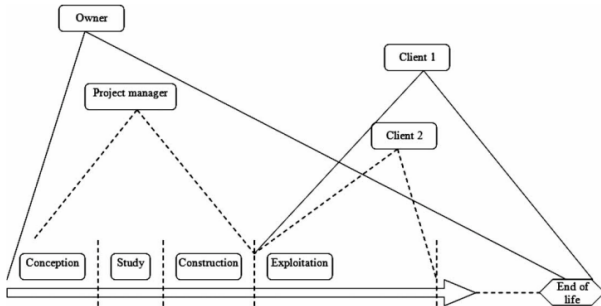 Owner
Client 1
Project manager
Client 2
Conception
Study
Construction
Exploitation
End of
life